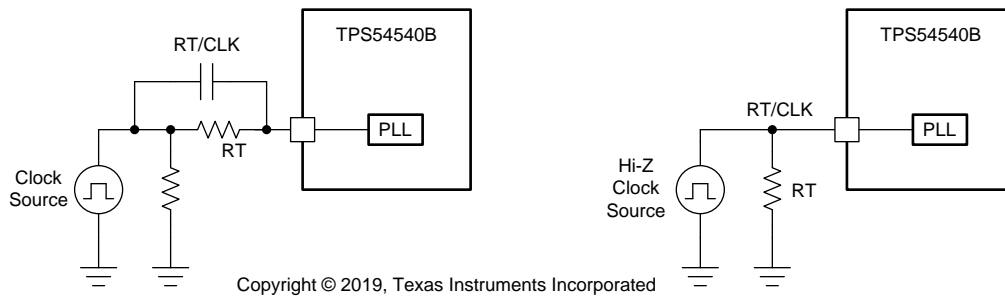 TPS54540B
RT/CLK
PLL
RT
Clock
Source
TPS54540B
RT/CLK
PLL
Hi-Z
Clock
Source
RT
Copyright © 2019, Texas Instruments Incorporated